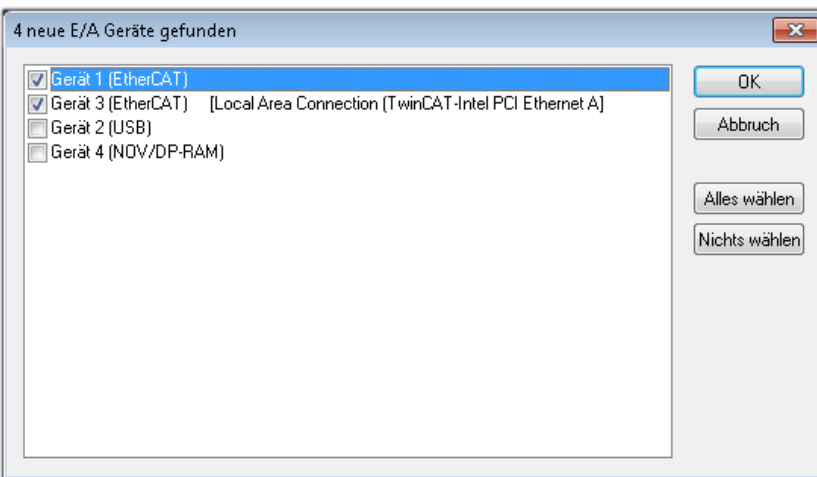 4 neue E/A Geräte gefunden
Gerät 1 (EtherCAT)
Gerät 3 (EtherCAT) [Local Area Connection (TwinCAT-Intel PCI Ethernet A]
Gerät 2 (USB)
Gerät 4 (NOV/DP-RAM)
OK
Abbruch
Alles wählen
Nichts wählen